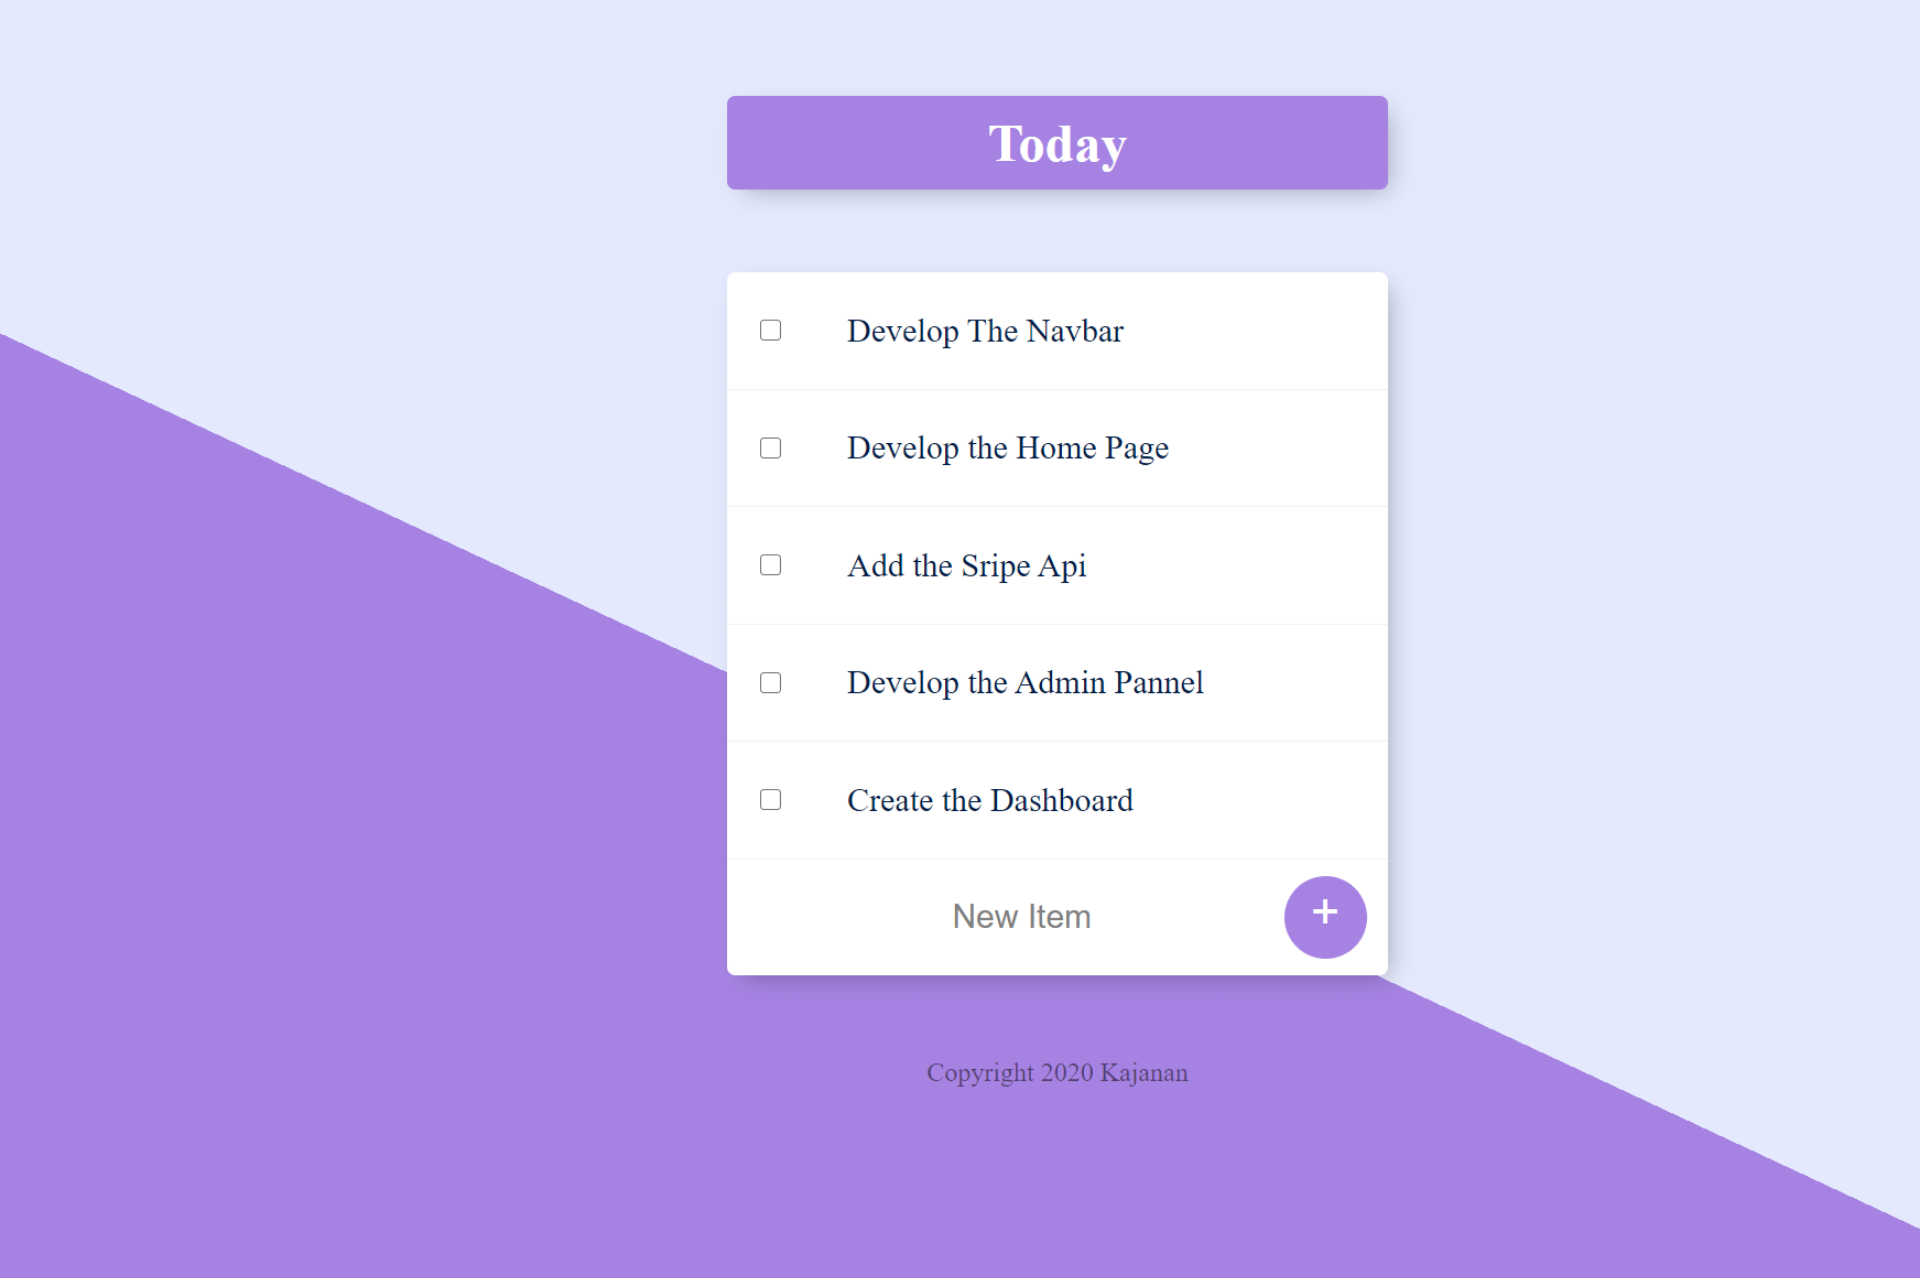 Today
Develop The Navbar
Develop the Home Page
Add the Sripe Api
Develop the Admin Pannel
Create the Dashboard
New Item
+
Copyright 2020 Kajanan